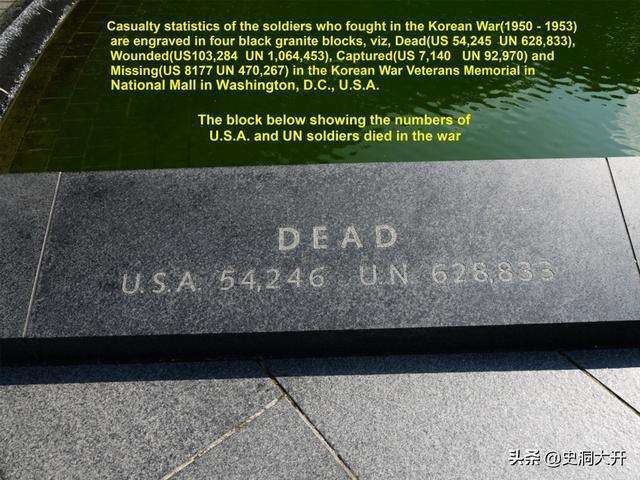 Casualty statistics of the soldiers who fought in the Korean War(1950 - 1953)
are engraved in four black granite blocks, viz, Dead(US 54,245  UN 628,833),
Wounded(US103,284  UN 1,064,453), Captured(US 7,140   UN 92,970) and
Missing(US 8177 UN 470,267) in the Korean War Veterans Memorial in
National Mall in Washington, D.C., U.S.A.
The block below showing the numbers of
U.S.A. and UN soldiers died in the war
DEAD
U.S.A. 54,246   U.N. 628,833
头条 @史洞大开